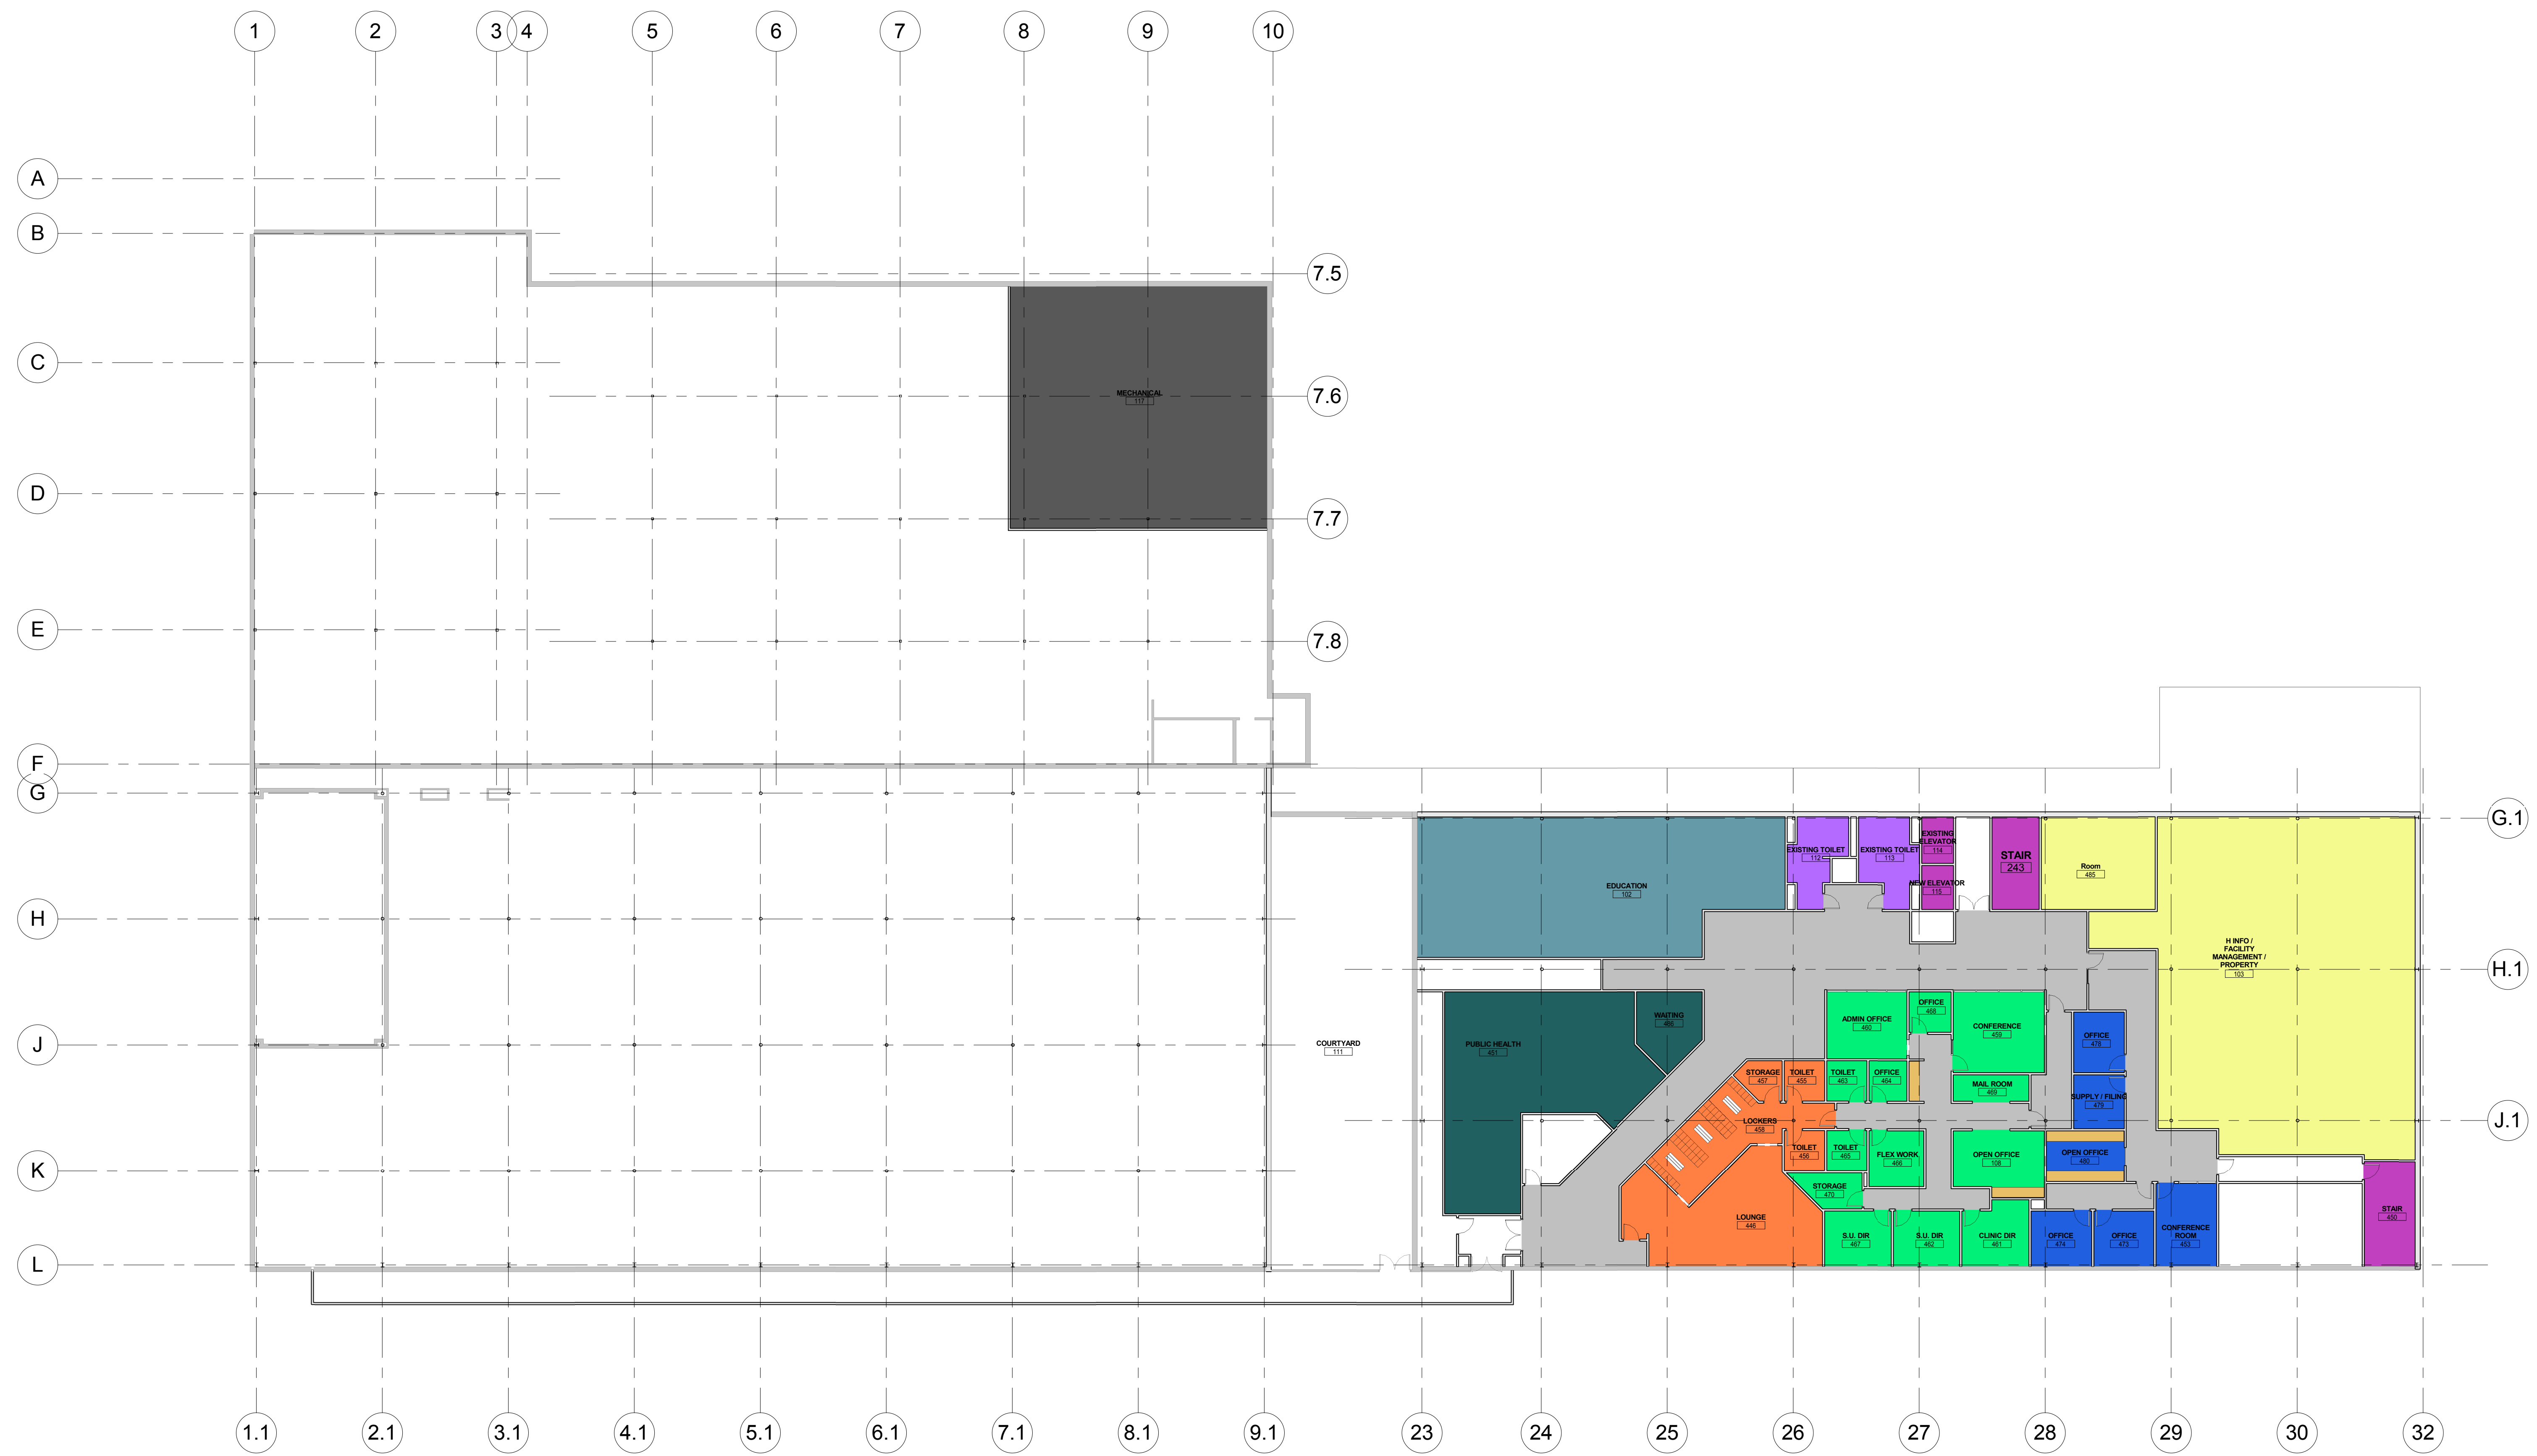 1
2
3
4
5
6
7
8
9
10
A
B
7.5
C
7.6
MECHANICAL
117
D
7.7
E
7.8
F
G
G.1
EXISTING TOILET
112
EXISTING TOILET
113
EXISTING
ELEVATOR
114
NEW ELEVATOR
115
STAIR
243
Room
485
EDUCATION
102
H
H INFO /
FACILITY
MANAGEMENT /
PROPERTY
103
H.1
WAITING
486
ADMIN OFFICE
460
OFFICE
468
CONFERENCE
459
OFFICE
478
J
COURTYARD
111
PUBLIC HEALTH
451
STORAGE
457
TOILET
455
TOILET
463
OFFICE
464
MAIL ROOM
469
SUPPLY / FILING
479
J.1
LOCKERS
458
TOILET
456
TOILET
465
FLEX WORK
466
OPEN OFFICE
108
OPEN OFFICE
480
K
STORAGE
470
LOUNGE
446
S.U. DIR
467
S.U. DIR
462
CLINIC DIR
461
OFFICE
474
OFFICE
473
CONFERENCE
ROOM
453
STAIR
450
L
1.1
2.1
3.1
4.1
5.1
6.1
7.1
8.1
9.1
23
24
25
26
27
28
29
30
32